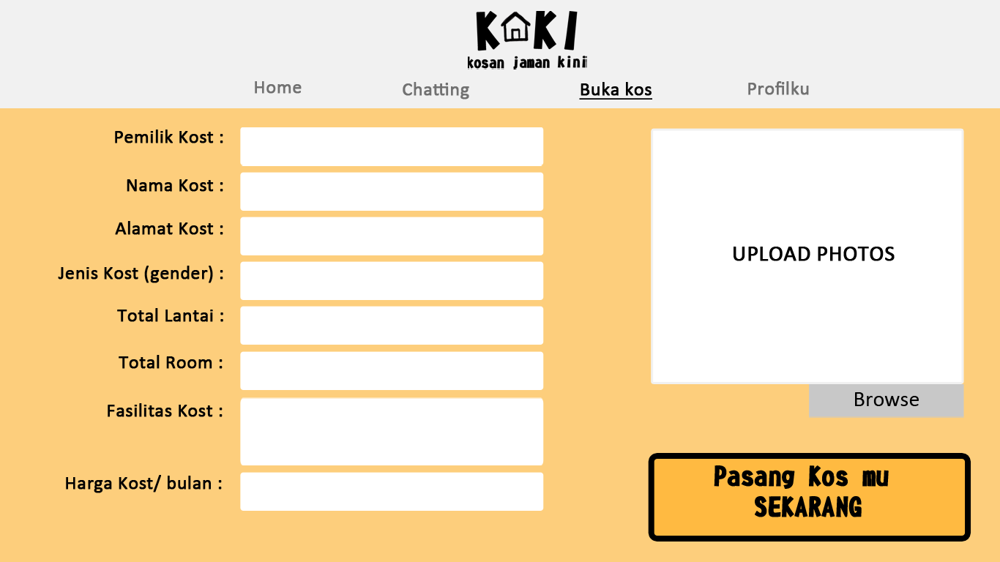 KAKI
kosan jaman kini
Home
Chatting
Buka kos
Profilku
Pemilik Kost :
Nama Kost :
Alamat Kost :
Jenis Kost (gender) :
Total Lantai :
Total Room :
Fasilitas Kost :
Harga Kost/ bulan :
UPLOAD PHOTOS
Browse
Pasang Kos mu
SEKARANG